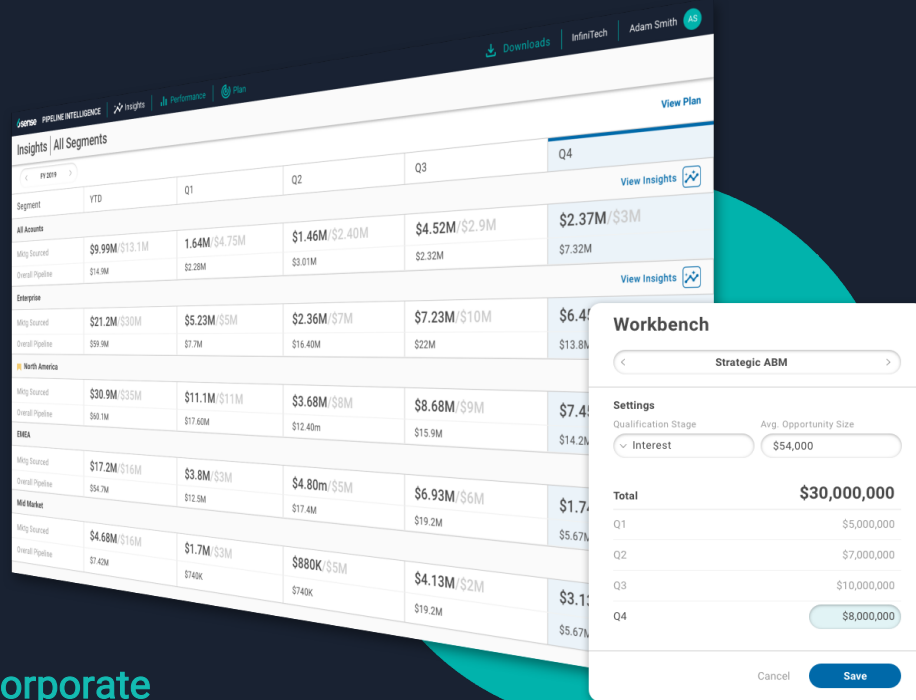 Downloads InfiniTech Adam Smith AS
6sense PIPELINE INTELLIGENCE Insights Performance Plan
Insights All Segments View Plan
FY 2019
Segment YTD Q1 Q2 Q3 Q4
All Acounts View Insights
Mktg Sourced $9.99M/$13.1M 1.64M/$4.75M $1.46M/$2.40M $4.52M/$2.9M $2.37M/$3M
Overall Pipeline $14.9M $2.28M $3.01M $2.32M $7.32M
Enterprise View Insights
Mktg Sourced $21.2M/$30M $5.23M/$5M $2.36M/$7M $7.23M/$10M
Overall Pipeline $59.9M $7.7M $16.40M $22M $13.8M
North America
Mktg Sourced $30.9M/$35M $11.1M/$11M $3.68M/$8M $8.68M/$9M
Overall Pipeline $60.1M $17.60M $12.40m $15.9M
EMEA
Mktg Sourced $17.2M/$16M $3.8M/$3M $4.80m/$5M $6.93M/$6M
Overall Pipeline $54.7M $12.5M $17.4M $19.2M
Mid Market
Mktg Sourced $4.68M/$16M $1.7M/$3M $880K/$5M $4.13M/$2M
Overall Pipeline $7.42M $740K $740K $19.2M
Workbench
Strategic ABM
Settings
Qualification Stage Avg. Opportunity Size
Interest $54,000
Total $30,000,000
Q1 $5,000,000
Q2 $7,000,000
Q3 $10,000,000
Q4 $8,000,000
Cancel Save
orporate